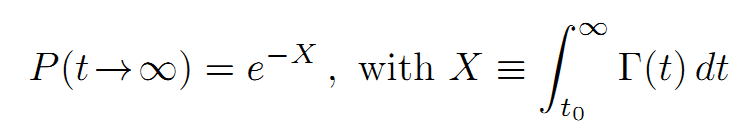 P(t→∞) = e^{−X} , with X ≡ ∫_{t_0}^{∞} Γ(t) dt